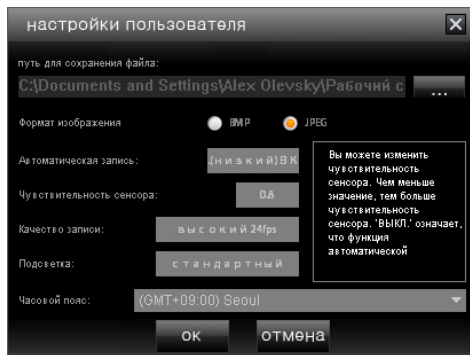 настройки пользователя
путь для сохранения файла:
C:\Documents and Settings\Alex Olevsky\Рабочий с ...
Формат изображения BMP JPEG
Автоматическая запись: .(низкий)ВК
Чувствительность сенсора: 0.8
Качество записи: высокий 24fps
Подсветка: стандартный
Вы можете изменить
чувствительность
сенсора. Чем меньше
значение, тем больше
чувствительность
сенсора. 'ВЫКЛ.' означает,
что функция
автоматической
Часовой пояс: (GMT+09:00) Seoul
ок отмена